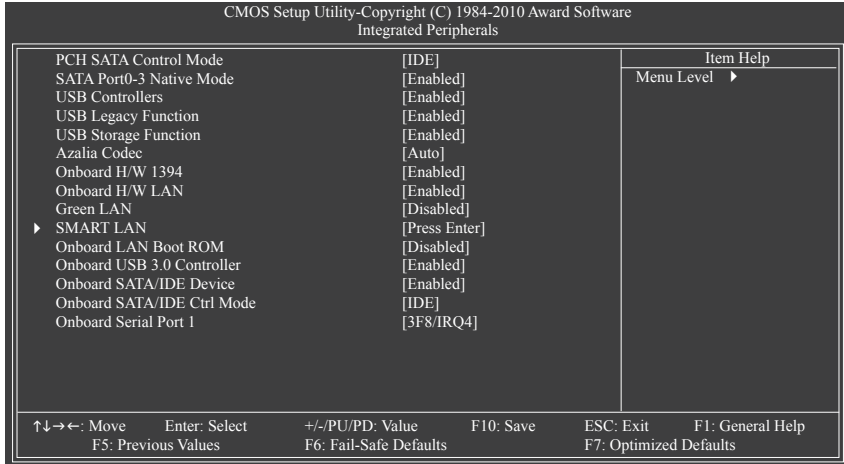 CMOS Setup Utility-Copyright (C) 1984-2010 Award Software
Integrated Peripherals
PCH SATA Control Mode [IDE]
SATA Port0-3 Native Mode [Enabled]
USB Controllers [Enabled]
USB Legacy Function [Enabled]
USB Storage Function [Enabled]
Azalia Codec [Auto]
Onboard H/W 1394 [Enabled]
Onboard H/W LAN [Enabled]
Green LAN [Disabled]
SMART LAN [Press Enter]
Onboard LAN Boot ROM [Disabled]
Onboard USB 3.0 Controller [Enabled]
Onboard SATA/IDE Device [Enabled]
Onboard SATA/IDE Ctrl Mode [IDE]
Onboard Serial Port 1 [3F8/IRQ4]
Item Help
Menu Level
↑↓→←: Move Enter: Select +/-/PU/PD: Value F10: Save ESC: Exit F1: General Help
F5: Previous Values F6: Fail-Safe Defaults F7: Optimized Defaults